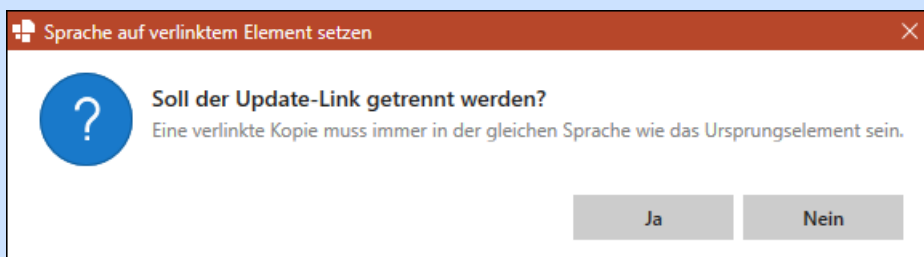 Sprache auf verlinktem Element setzen
Soll der Update-Link getrennt werden?
Eine verlinkte Kopie muss immer in der gleichen Sprache wie das Ursprungselement sein.
Ja Nein